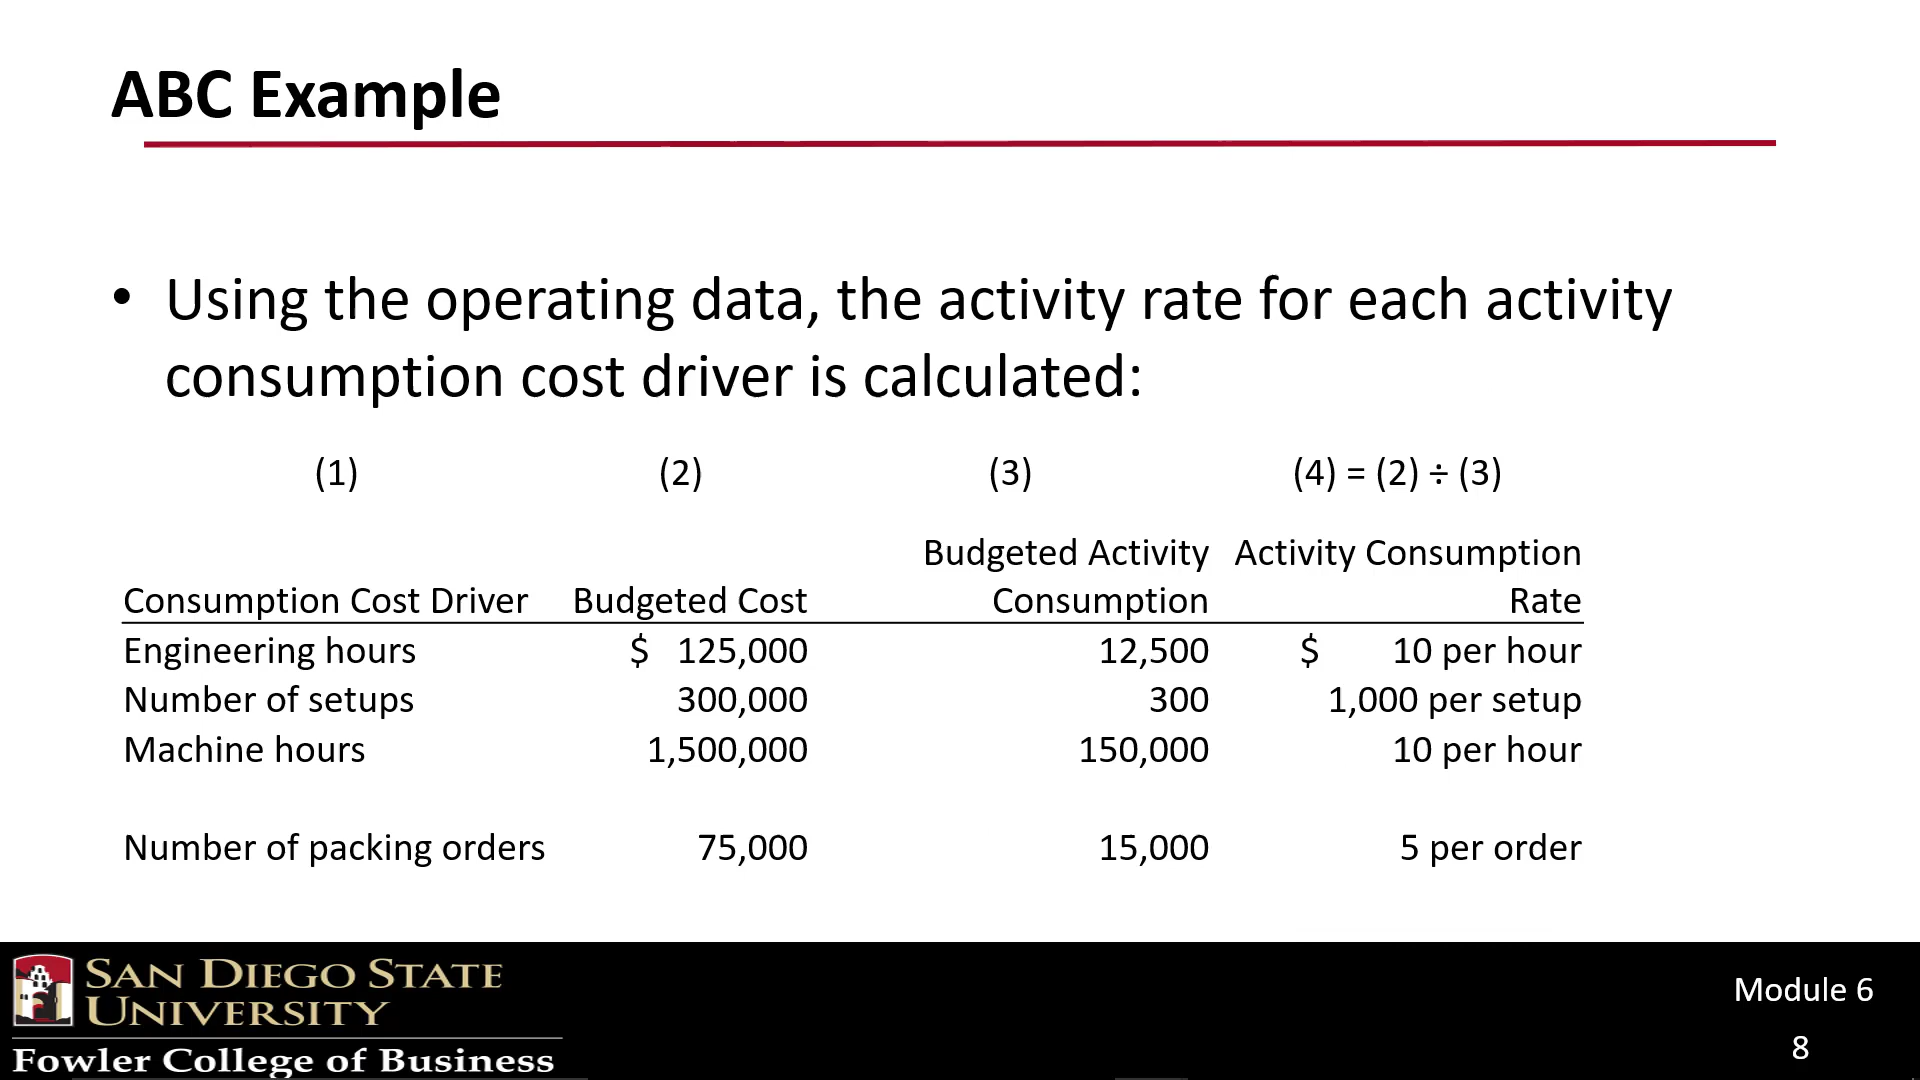 ABC Example
• Using the operating data, the activity rate for each activity
consumption cost driver is calculated:
(1) (2) (3) (4) = (2) ÷ (3)
Budgeted Activity Activity Consumption
Consumption Cost Driver Budgeted Cost Consumption Rate
Engineering hours $ 125,000 12,500 $ 10 per hour
Number of setups 300,000 300 1,000 per setup
Machine hours 1,500,000 150,000 10 per hour
Number of packing orders 75,000 15,000 5 per order
SAN DIEGO STATE
UNIVERSITY
Fowler College of Business
Module 6
8